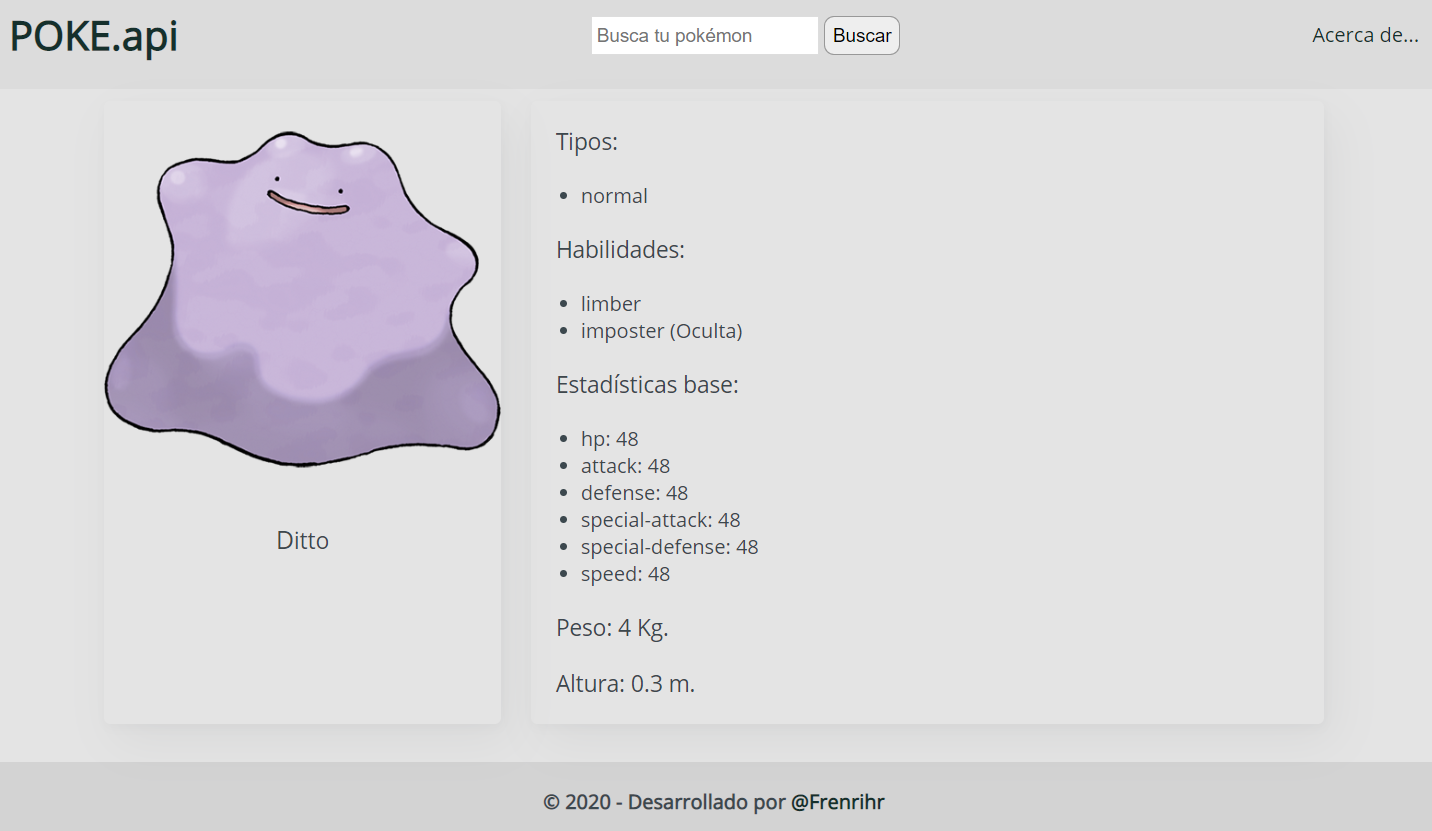 POKE.api
Busca tu pokémon
Buscar
Acerca de...
Ditto
Tipos:
normal
Habilidades:
limber
imposter (Oculta)
Estadísticas base:
hp: 48
attack: 48
defense: 48
special-attack: 48
special-defense: 48
speed: 48
Peso: 4 Kg.
Altura: 0.3 m.
© 2020 - Desarrollado por @Frenrihr